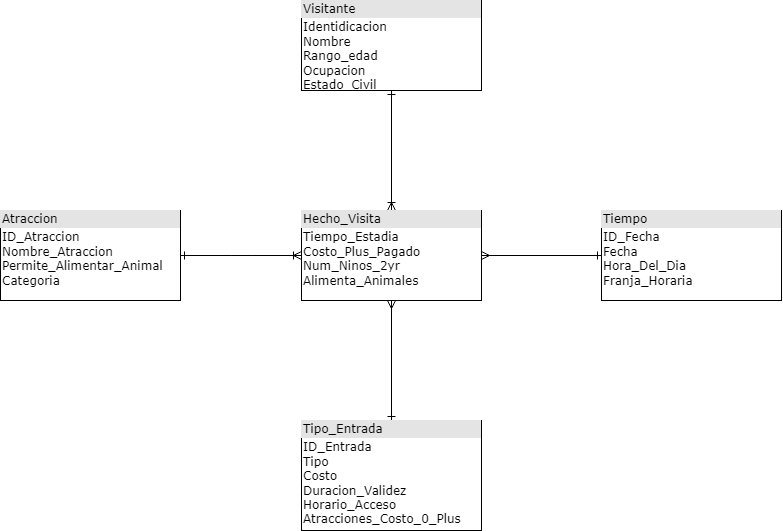 Visitante
Identidicacion
Nombre
Rango_edad
Ocupacion
Estado_Civil
Atraccion
ID_Atraccion
Nombre_Atraccion
Permite_Alimentar_Animal
Categoria
Hecho_Visita
Tiempo_Estadia
Costo_Plus_Pagado
Num_Ninos_2yr
Alimenta_Animales
Tiempo
ID_Fecha
Fecha
Hora_Del_Dia
Franja_Horaria
Tipo_Entrada
ID_Entrada
Tipo
Costo
Duracion_Validez
Horario_Acceso
Atracciones_Costo_0_Plus